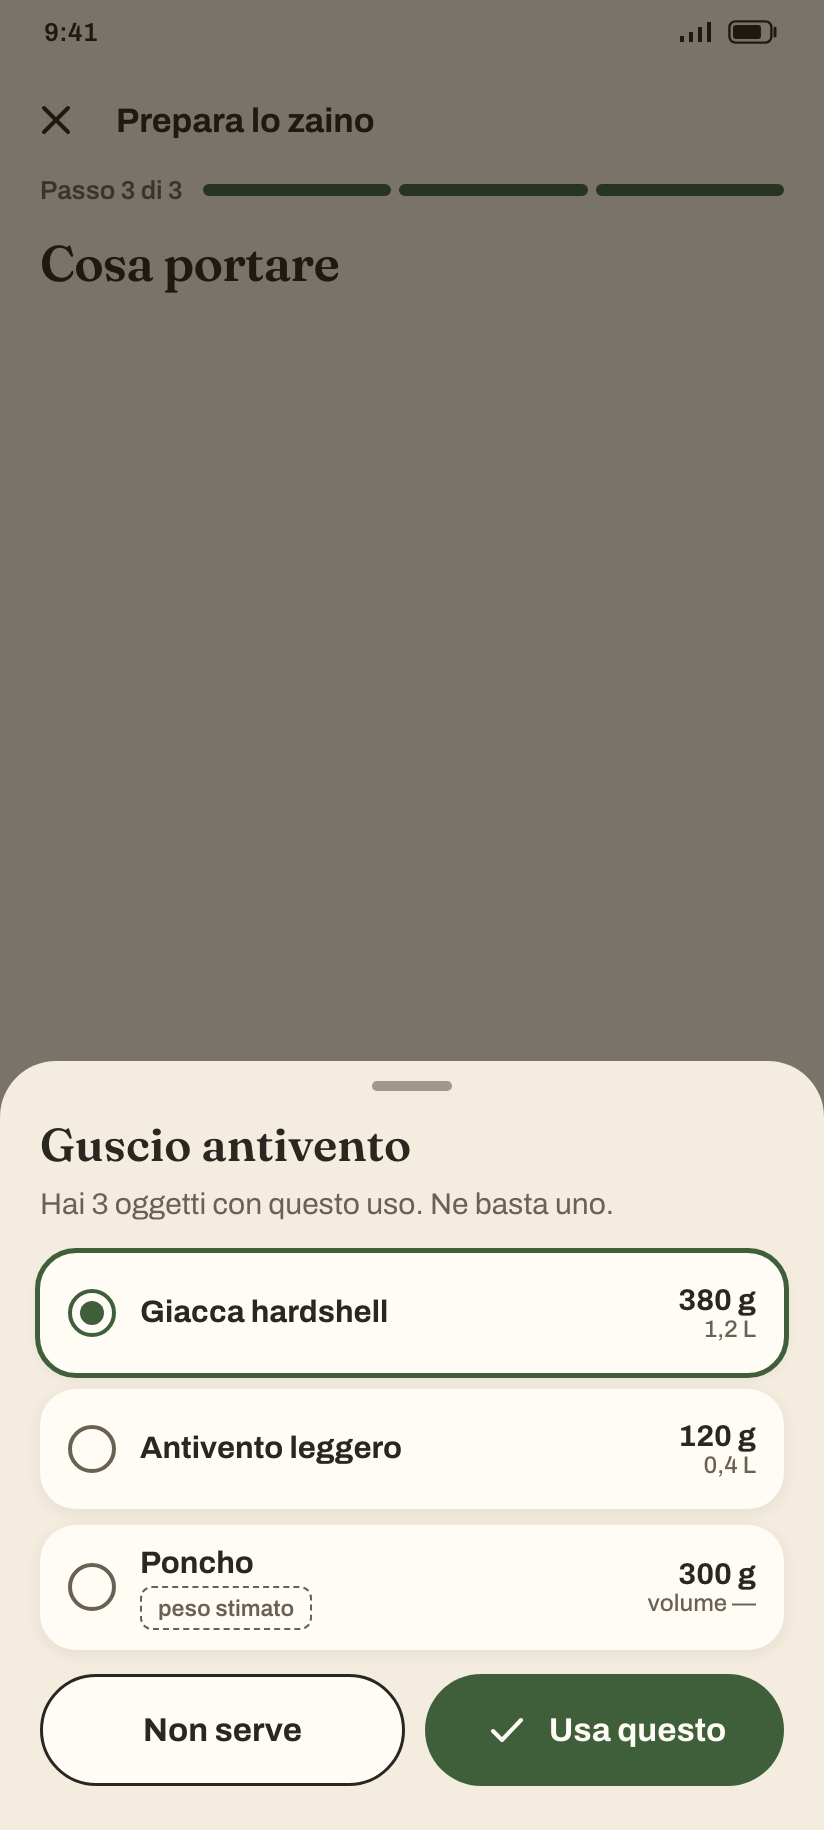 9:41
Prepara lo zaino
Passo 3 di 3
Cosa portare
Guscio antivento
Hai 3 oggetti con questo uso. Ne basta uno.
Giacca hardshell
380 g
1,2 L
Antivento leggero
120 g
0,4 L
Poncho
peso stimato
300 g
volume —
Non serve
Usa questo